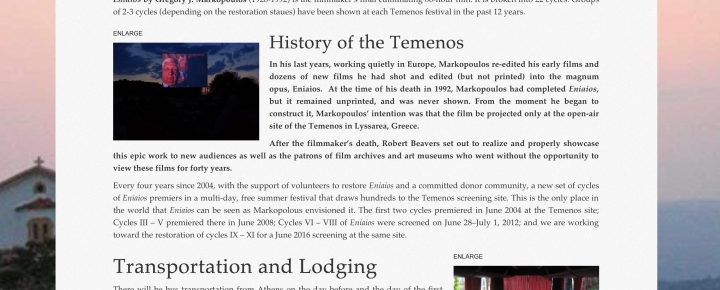 Eniaios by Gregory J. Markopoulos (1928-1992) is the filmmaker's final culminating 80-hour film. It is broken into 22 cycles. Groups
of 2-3 cycles (depending on the restoration staues) have been shown at each Temenos festival in the past 12 years.
ENLARGE
History of the Temenos
In his last years, working quietly in Europe, Markopoulos re-edited his early films and
dozens of new films he had shot and edited (but not printed) into the magnum
opus, Eniaios. At the time of his death in 1992, Markopoulos had completed Eniaios,
but it remained unprinted, and was never shown. From the moment he began to
construct it, Markopoulos' intention was that the film be projected only at the open-air
site of the Temenos in Lyssarea, Greece.
After the filmmaker's death, Robert Beavers set out to realize and properly showcase
this epic work to new audiences as well as the patrons of film archives and art museums who went without the opportunity to
view these films for forty years.
Every four years since 2004, with the support of volunteers to restore Eniaios and a committed donor community, a new set of cycles
of Eniaios premiers in a multi-day, free summer festival that draws hundreds to the Temenos screening site. This is the only place in
the world that Eniaios can be seen as Markopolous envisioned it. The first two cycles premiered in June 2004 at the Temenos site;
Cycles III – V premiered there in June 2008; Cycles VI – VIII of Eniaios were screened on June 28–July 1, 2012; and we are working
toward the restoration of cycles IX – XI for a June 2016 screening at the same site.
ENLARGE
Transportation and Lodging
There will be bus transportation from Athens on the day before and the day of the first